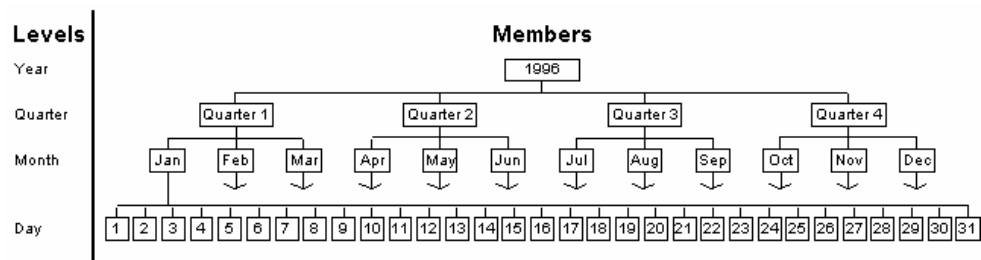 Levels Members
Year 1996
Quarter Quarter 1 Quarter 2 Quarter 3 Quarter 4
Month Jan Feb Mar Apr May Jun Jul Aug Sep Oct Nov Dec
Day 1 2 3 4 5 6 7 8 9 10 11 12 13 14 15 16 17 18 19 20 21 22 23 24 25 26 27 28 29 30 31